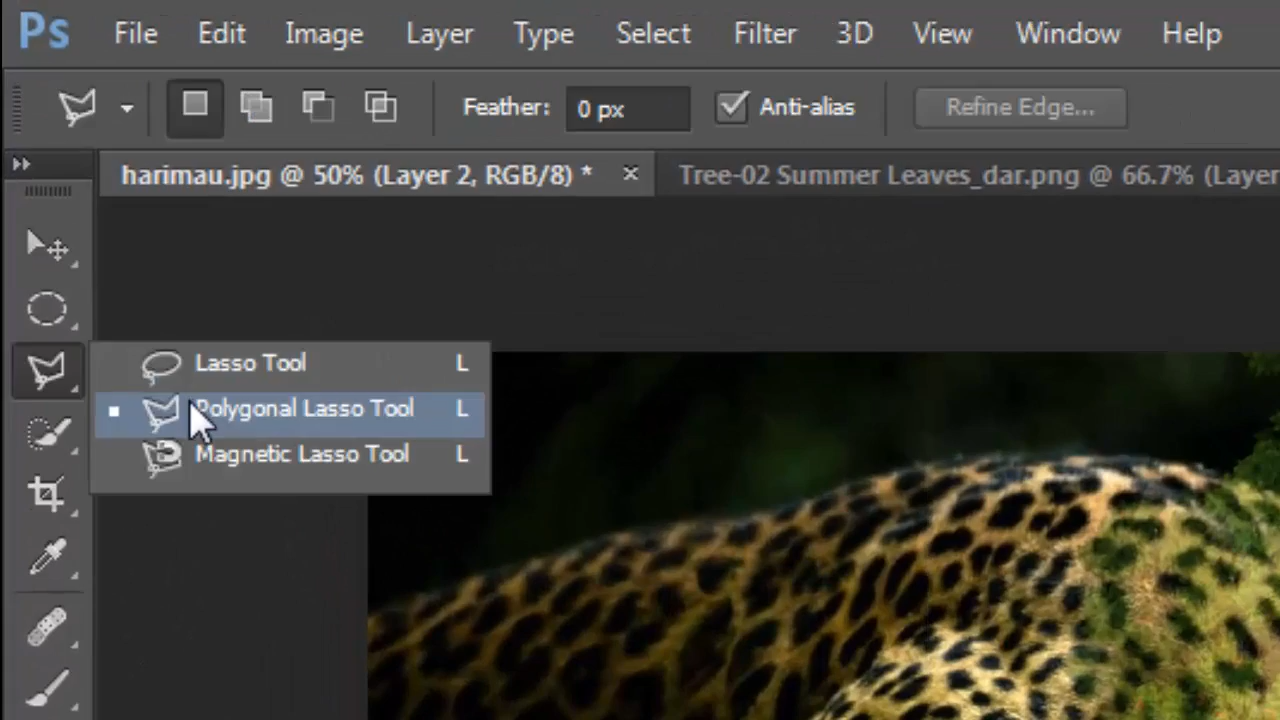 Ps File Edit Image Layer Type Select Filter 3D View Window Help
Feather: 0 px Anti-alias Refine Edge...
harimau.jpg @ 50% (Layer 2, RGB/8) * × Tree-02 Summer Leaves_dar.png @ 66.7% (Layer
Lasso Tool L
Polygonal Lasso Tool L
Magnetic Lasso Tool L